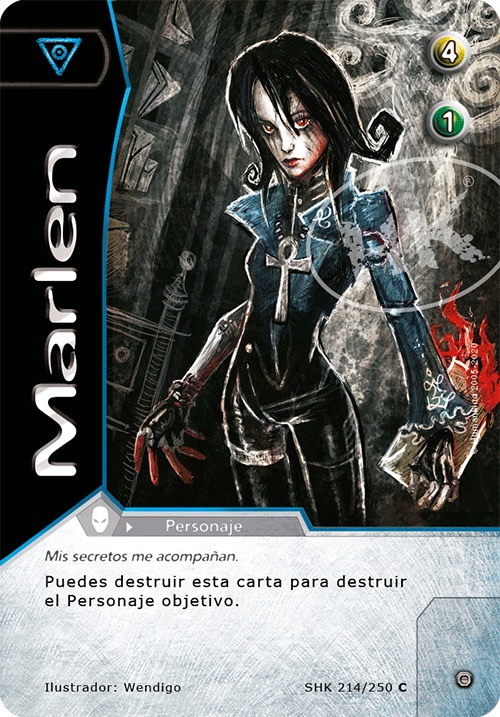 4
1
Marlen
Personaje
Mis secretos me acompañan.
Puedes destruir esta carta para destruir
el Personaje objetivo.
Ilustrador: Wendigo
SHK 214/250 C